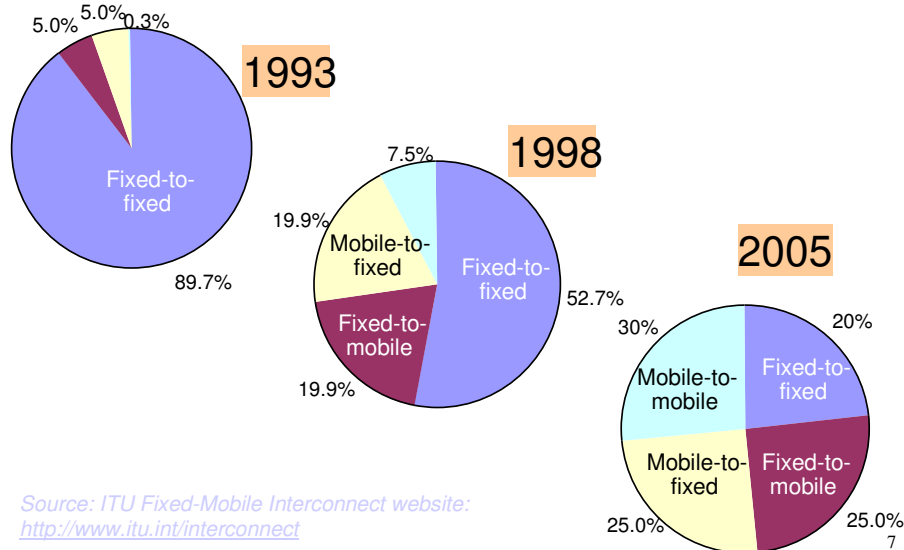 5.0%
5.0%
0.3%
1993
Fixed-to-
fixed
89.7%
1998
7.5%
19.9%
Mobile-to-
fixed
Fixed-to-
fixed
52.7%
Fixed-to-
mobile
19.9%
2005
30%
20%
Mobile-to-
mobile
Fixed-to-
fixed
Mobile-to-
fixed
Fixed-to-
mobile
25.0%
25.0%
Source: ITU Fixed-Mobile Interconnect website:
http://www.itu.int/interconnect
7